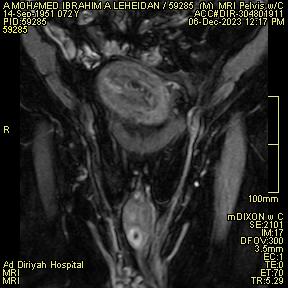 A MOHAMED IBRAHIM A LEHEIDAN / 59285 (M) MRI Pelvis w/C
14-Sep-1951 072Y
ACC#DIR-304801911
PID:59285
06-Dec-2023 12:17 PM
59285
R
100mm
mDIXON w C
SE:2101
IM:17
DFOV:300
3.5mm
EC:1
Ad Diriyah Hospital
TE:0
MRI
ET:70
MRI
TR:5.29